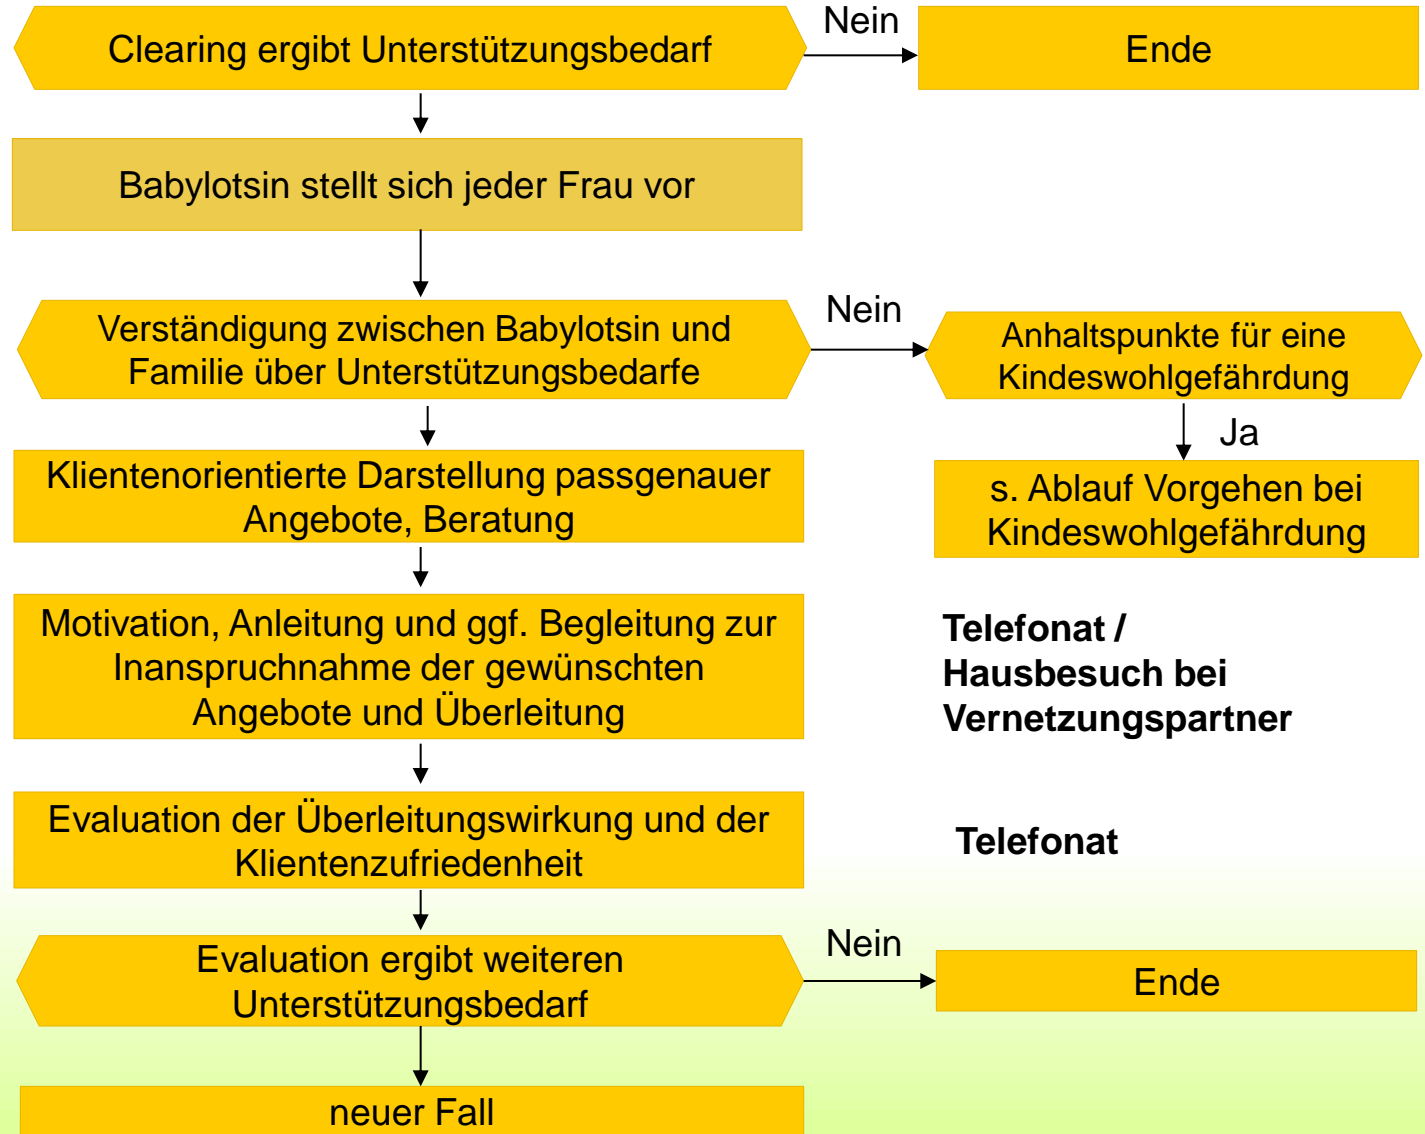 Clearing ergibt Unterstützungsbedarf
Nein
Ende
Babylotsin stellt sich jeder Frau vor
Verständigung zwischen Babylotsin und
Familie über Unterstützungsbedarfe
Nein
Anhaltspunkte für eine
Kindeswohlgefährdung
Ja
Klientenorientierte Darstellung passgenauer
Angebote, Beratung
s. Ablauf Vorgehen bei
Kindeswohlgefährdung
Motivation, Anleitung und ggf. Begleitung zur
Inanspruchnahme der gewünschten
Angebote und Überleitung
Telefonat /
Hausbesuch bei
Vernetzungspartner
Evaluation der Überleitungswirkung und der
Klientenzufriedenheit
Telefonat
Evaluation ergibt weiteren
Unterstützungsbedarf
Nein
Ende
neuer Fall